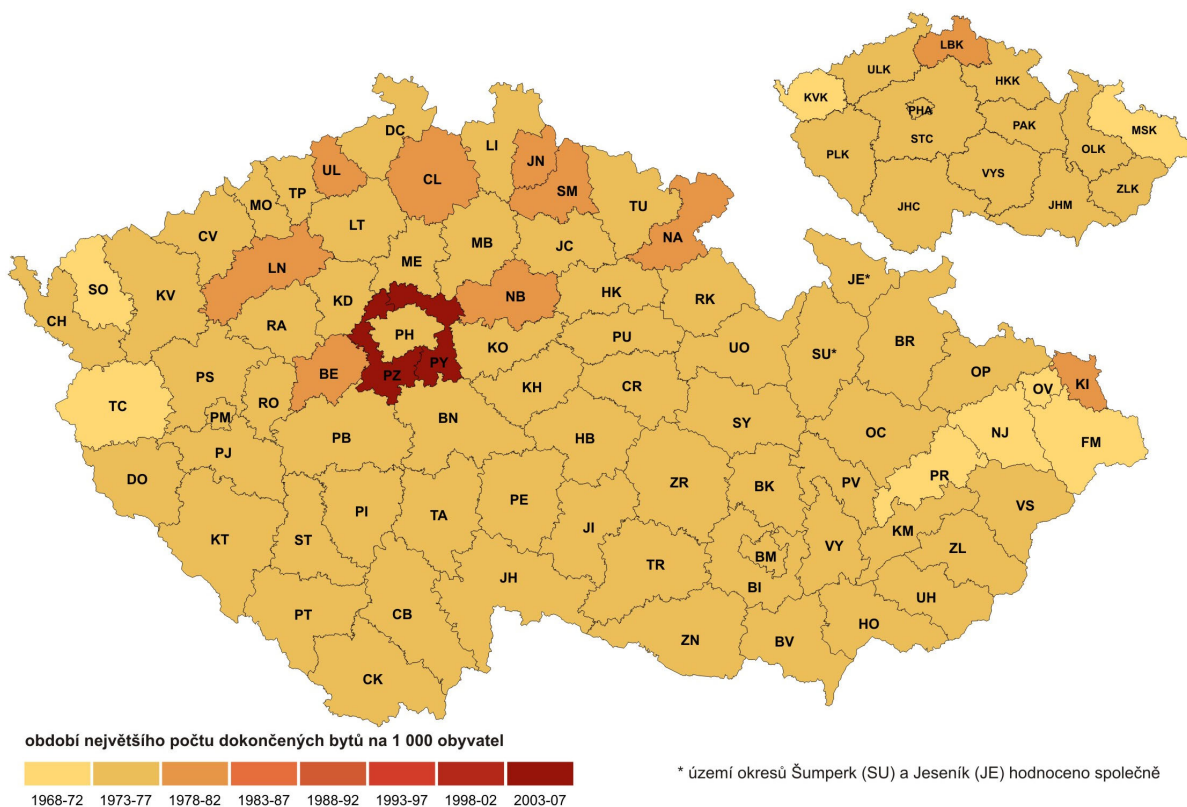 LBK
ULK
HKK
KVK
PHA
STC
PAK
MSK
OLK
PLK
VYS
ZLK
JHC
JHM
DC
LI
JN
UL
CL
SM
TP
MO
TU
LT
CV
MB
JC
NA
ME
LN
SO
KV
KD
NB
HK
JE*
RK
CH
RA
PH
KO
PU
UO
SU*
BR
BE
PZ
PY
PS
RO
KH
CR
OP
OV
KI
TC
PM
PB
BN
HB
SY
OC
NJ
FM
PJ
DO
PR
KT
ST
PI
TA
PE
JI
ZR
BK
PV
VS
KM
ZL
BM
VY
TR
BI
JH
PT
CB
UH
HO
ZN
BV
CK
období největšího počtu dokončených bytů na 1 000 obyvatel
1968-72 1973-77 1978-82 1983-87 1988-92 1993-97 1998-02 2003-07
* území okresů Šumperk (SU) a Jeseník (JE) hodnoceno společně